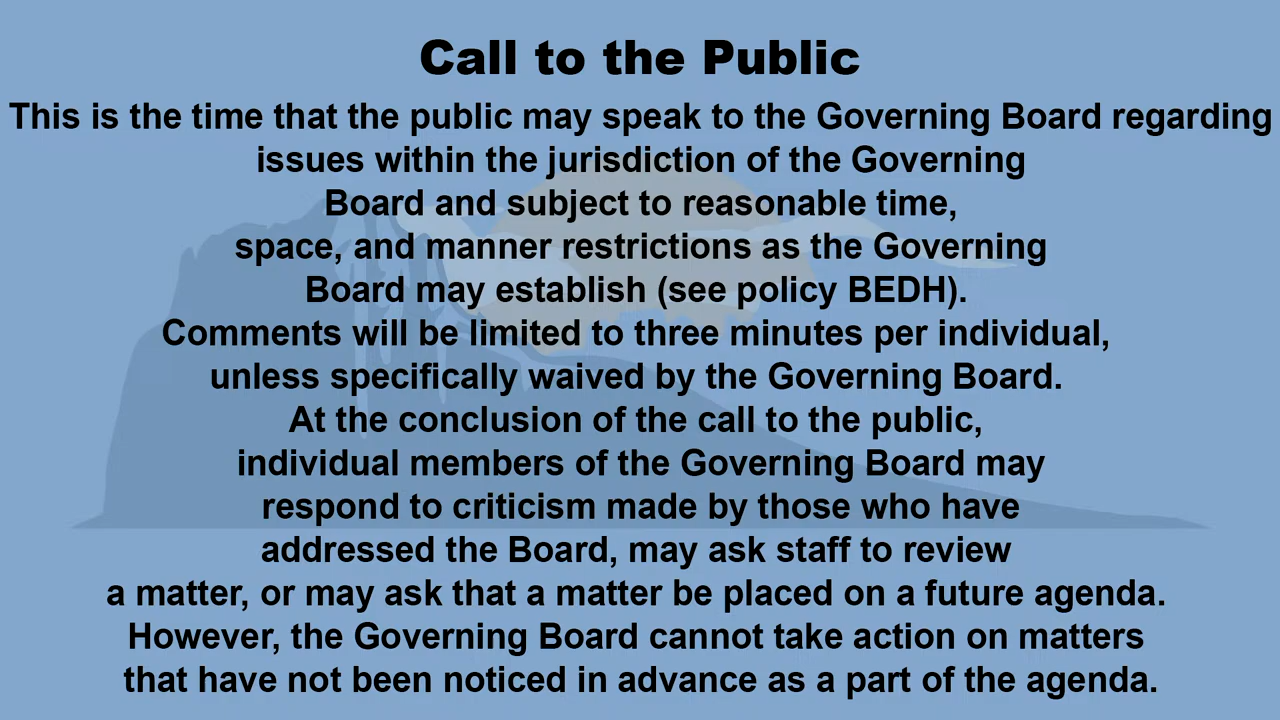 Call to the Public
This is the time that the public may speak to the Governing Board regarding
issues within the jurisdiction of the Governing
Board and subject to reasonable time,
space, and manner restrictions as the Governing
Board may establish (see policy BEDH).
Comments will be limited to three minutes per individual,
unless specifically waived by the Governing Board.
At the conclusion of the call to the public,
individual members of the Governing Board may
respond to criticism made by those who have
addressed the Board, may ask staff to review
a matter, or may ask that a matter be placed on a future agenda.
However, the Governing Board cannot take action on matters
that have not been noticed in advance as a part of the agenda.